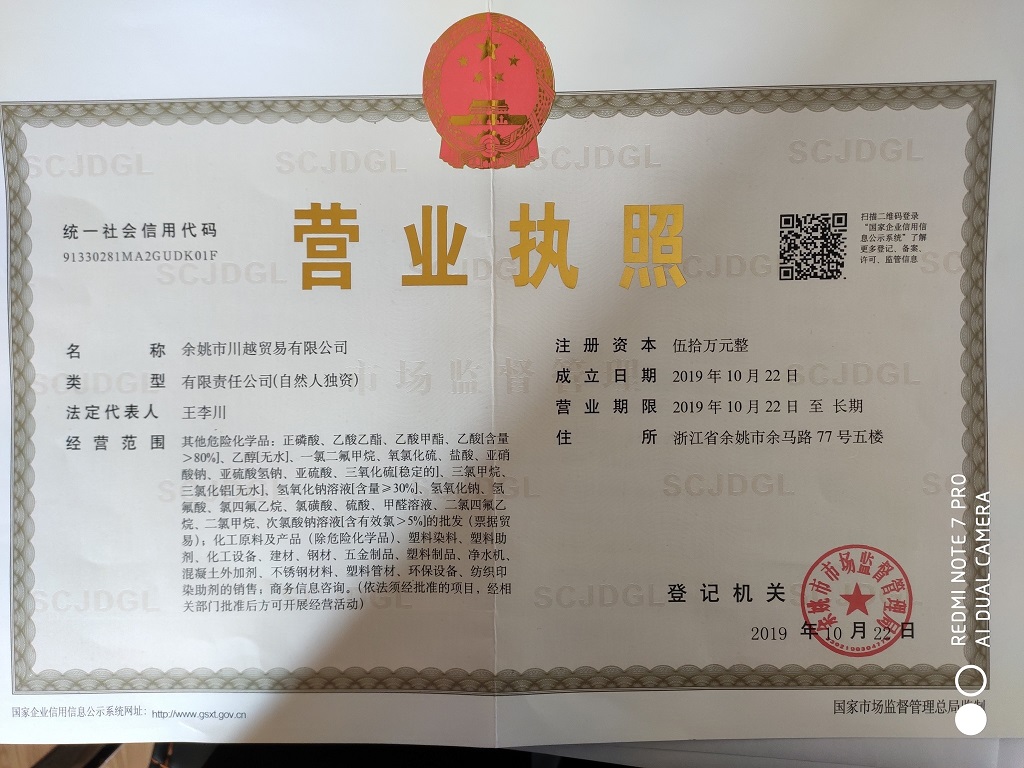 营业执照
统一社会信用代码
91330281MA2GUDK01F
扫描二维码登录
“国家企业信用信
息公示系统”了解
更多登记、备案、
许可、监管信息
名称 余姚市川越贸易有限公司
类型 有限责任公司(自然人独资)
法定代表人 王李川
经营范围 其他危险化学品：正磷酸、乙酸乙酯、乙酸甲酯、乙酸[含量
>80%]、乙醇[无水]、一氯二氟甲烷、氧氯化硫、盐酸、亚硝
酸钠、亚硫酸氢钠、亚硫酸、三氧化硫[稳定的]、三氯甲烷、
三氯化铝[无水]、氢氧化钠溶液[含量≥30%]、氢氧化钠、氢
氟酸、氯四氟乙烷、氯磺酸、硫酸、甲醛溶液、二氯四氟乙
烷、二氯甲烷、次氯酸钠溶液[含有效氯>5%]的批发（票据贸
易）；化工原料及产品（除危险化学品）、塑料染料、塑料助
剂、化工设备、建材、钢材、五金制品、塑料制品、净水机、
混凝土外加剂、不锈钢材料、塑料管材、环保设备、纺织印
染助剂的销售；商务信息咨询。（依法须经批准的项目，经相
关部门批准后方可开展经营活动）
注册资本 伍拾万元整
成立日期 2019年10月22日
营业期限 2019年10月22日至长期
住所 浙江省余姚市余马路77号五楼
登记机关
余姚市市场监督管理局
2019年10月22日
国家企业信用信息公示系统网址：http://www.gsxt.gov.cn
国家市场监督管理总局监制
SCJDGL
市场监督管理
REDMI NOTE 7 PRO
AI DUAL CAMERA